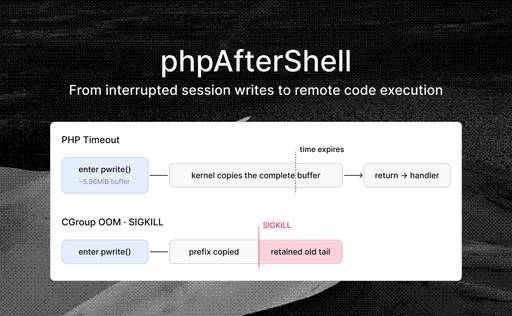 phpAfterShell
From interrupted session writes to remote code execution
PHP Timeout
time expires
enter pwrite()
~5.96MiB buffer
kernel copies the complete buffer
return → handler
CGroup OOM · SIGKILL
SIGKILL
enter pwrite()
prefix copied
retained old tail